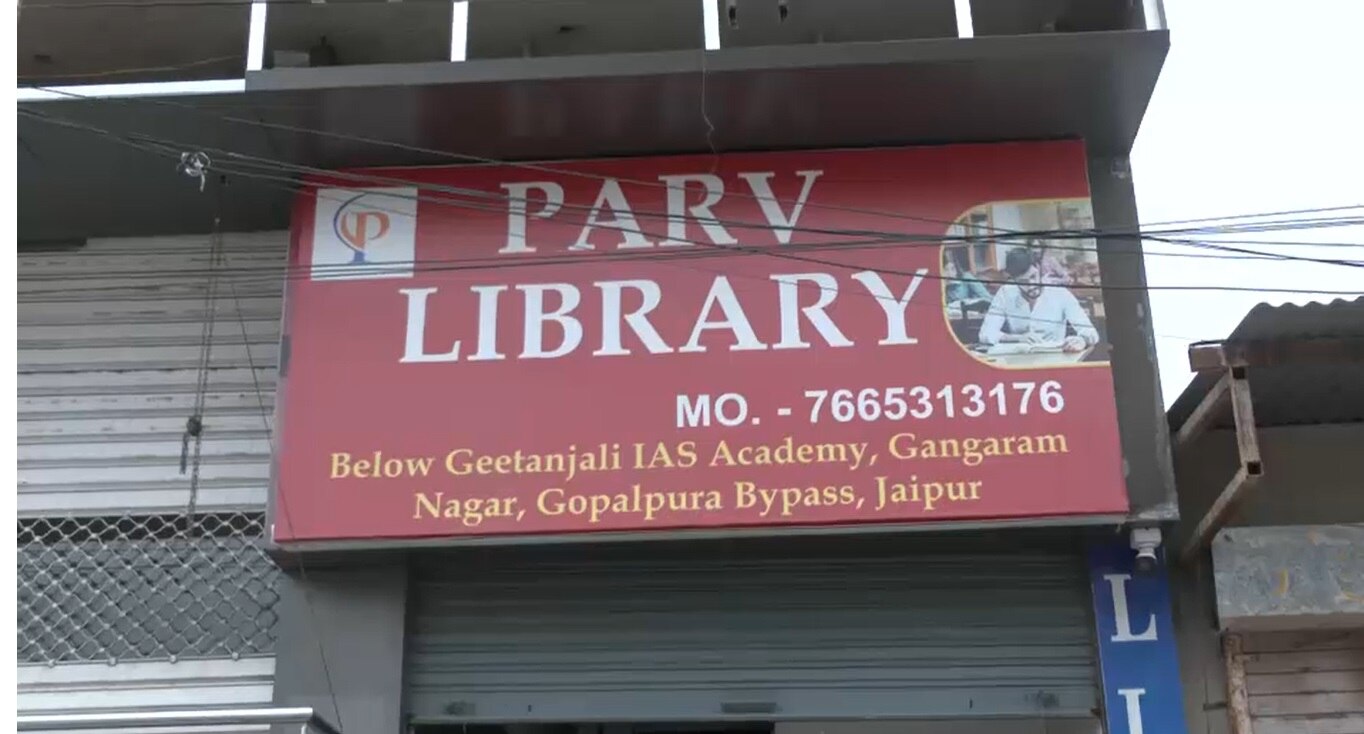 PARV
LIBRARY
MO. - 7665313176
Below Geetanjali IAS Academy, Gangaram
Nagar, Gopalpura Bypass, Jaipur
L
I